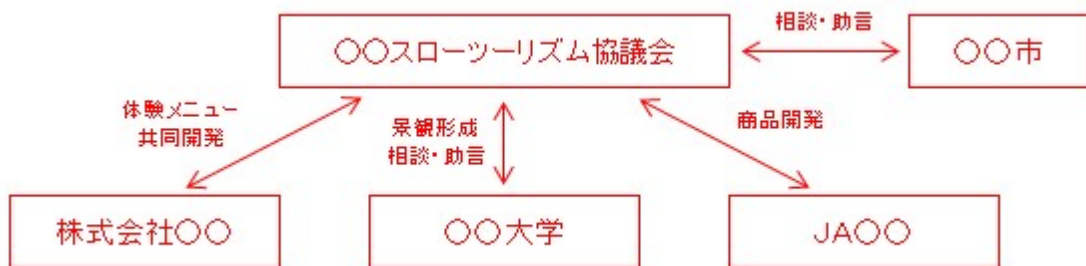 相談・助言
〇〇スローツーリズム協議会
〇〇市
体験メニュー
共同開発
景観形成
相談・助言
商品開発
株式会社〇〇
〇〇大学
JA〇〇